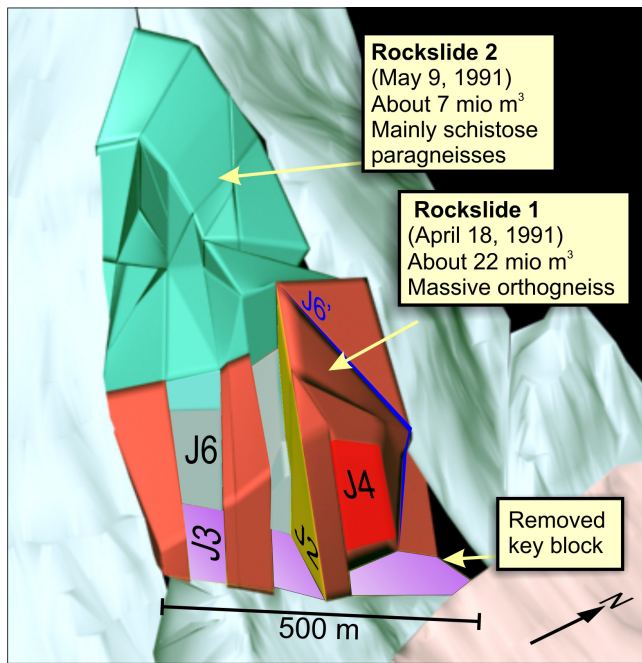 Rockslide 2
(May 9, 1991)
About 7 mio m³
Mainly schistose
paragneisses
Rockslide 1
(April 18, 1991)
About 22 mio m³
Massive orthogneiss
J6'
J6
J4
J3
J2
Removed
key block
500 m
N